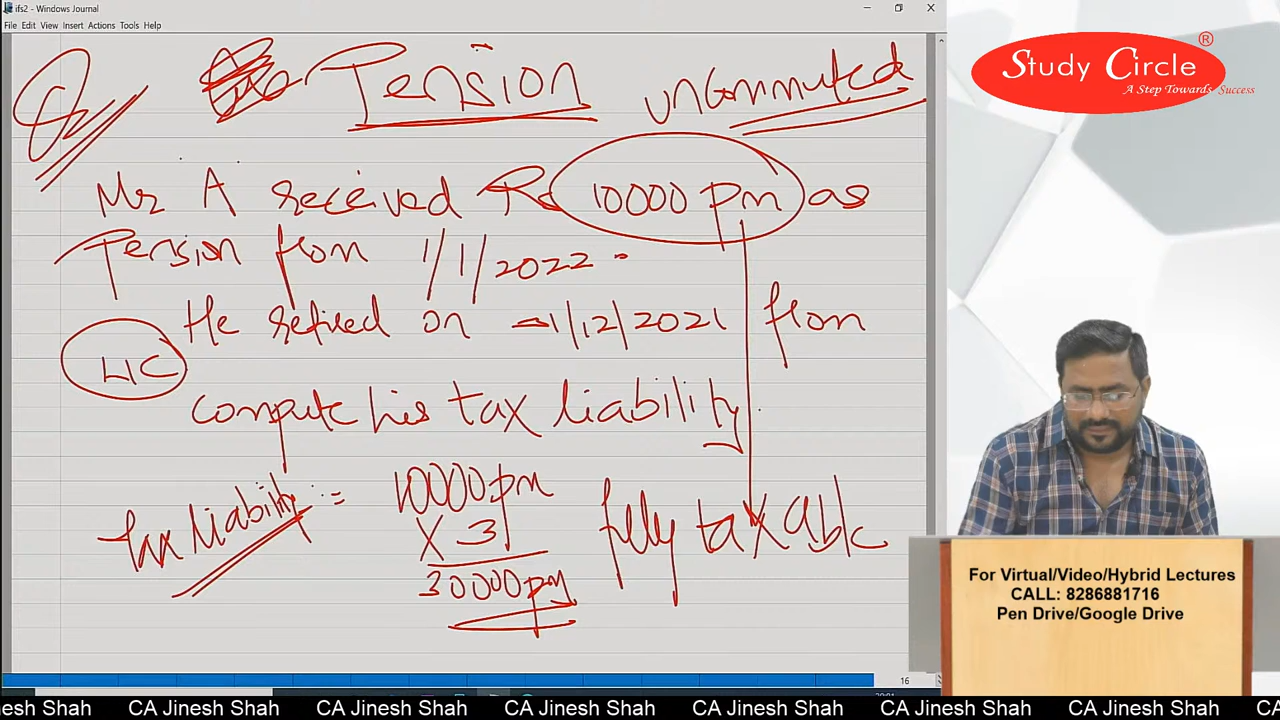 ifs2 - Windows Journal
File Edit View Insert Actions Tools Help
Study Circle ®
A Step Towards Success
Q2 Pension uncommuted
Mr A received Rs 10000 pm as
Pension from 1/1/2022
He retired on 1/12/2021 from
LIC
compute his tax liability
Tax liability = 10000 pm fully taxable
X 3
30000 pm
16
For Virtual/Video/Hybrid Lectures
CALL: 8286881716
Pen Drive/Google Drive
esh Shah CA Jinesh Shah CA Jinesh Shah CA Jinesh Shah CA Jinesh Shah CA Jinesh Shah CA Jinesh Shah CA